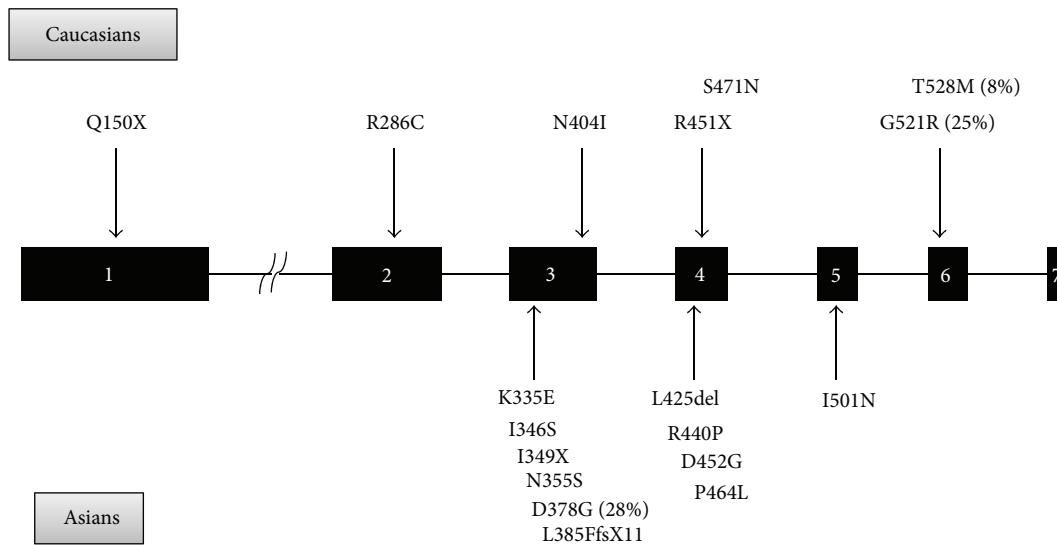 Caucasians
S471N
T528M (8%)
Q150X
R286C
N404I
R451X
G521R (25%)
1
2
3
4
5
6
7
K335E
L425del
I501N
I346S
R440P
I349X
D452G
N355S
P464L
D378G (28%)
L385FfsX11
Asians